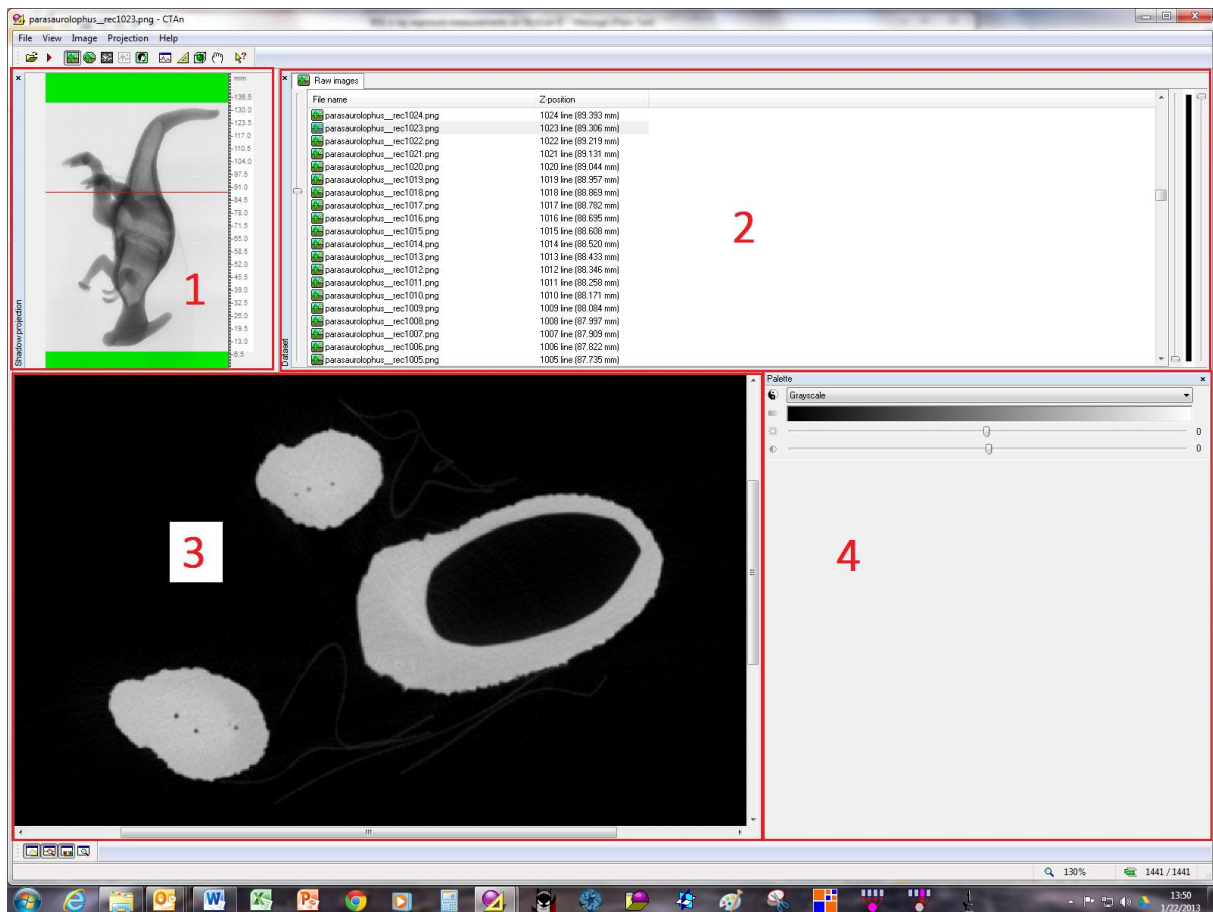 parasaurolophus__rec1023.png - CTAn
File View Image Projection Help
mm
136.5
130.0
123.5
117.0
110.5
104.0
97.5
91.0
84.5
78.0
71.5
65.0
58.5
52.0
45.5
39.0
32.5
26.0
19.5
13.0
6.5
Shadow projection
1
Raw images
File name Z-position
parasaurolophus__rec1024.png 1024 line (89.393 mm)
parasaurolophus__rec1023.png 1023 line (89.306 mm)
parasaurolophus__rec1022.png 1022 line (89.219 mm)
parasaurolophus__rec1021.png 1021 line (89.131 mm)
parasaurolophus__rec1020.png 1020 line (89.044 mm)
parasaurolophus__rec1019.png 1019 line (88.957 mm)
parasaurolophus__rec1018.png 1018 line (88.869 mm)
parasaurolophus__rec1017.png 1017 line (88.782 mm)
parasaurolophus__rec1016.png 1016 line (88.695 mm)
parasaurolophus__rec1015.png 1015 line (88.608 mm)
parasaurolophus__rec1014.png 1014 line (88.520 mm)
parasaurolophus__rec1013.png 1013 line (88.433 mm)
parasaurolophus__rec1012.png 1012 line (88.346 mm)
parasaurolophus__rec1011.png 1011 line (88.258 mm)
parasaurolophus__rec1010.png 1010 line (88.171 mm)
parasaurolophus__rec1009.png 1009 line (88.084 mm)
parasaurolophus__rec1008.png 1008 line (87.997 mm)
parasaurolophus__rec1007.png 1007 line (87.909 mm)
parasaurolophus__rec1006.png 1006 line (87.822 mm)
parasaurolophus__rec1005.png 1005 line (87.735 mm)
Dataset
2
3
Palette
Grayscale
0
0
4
130% 1441 / 1441
13:50
1/22/2013